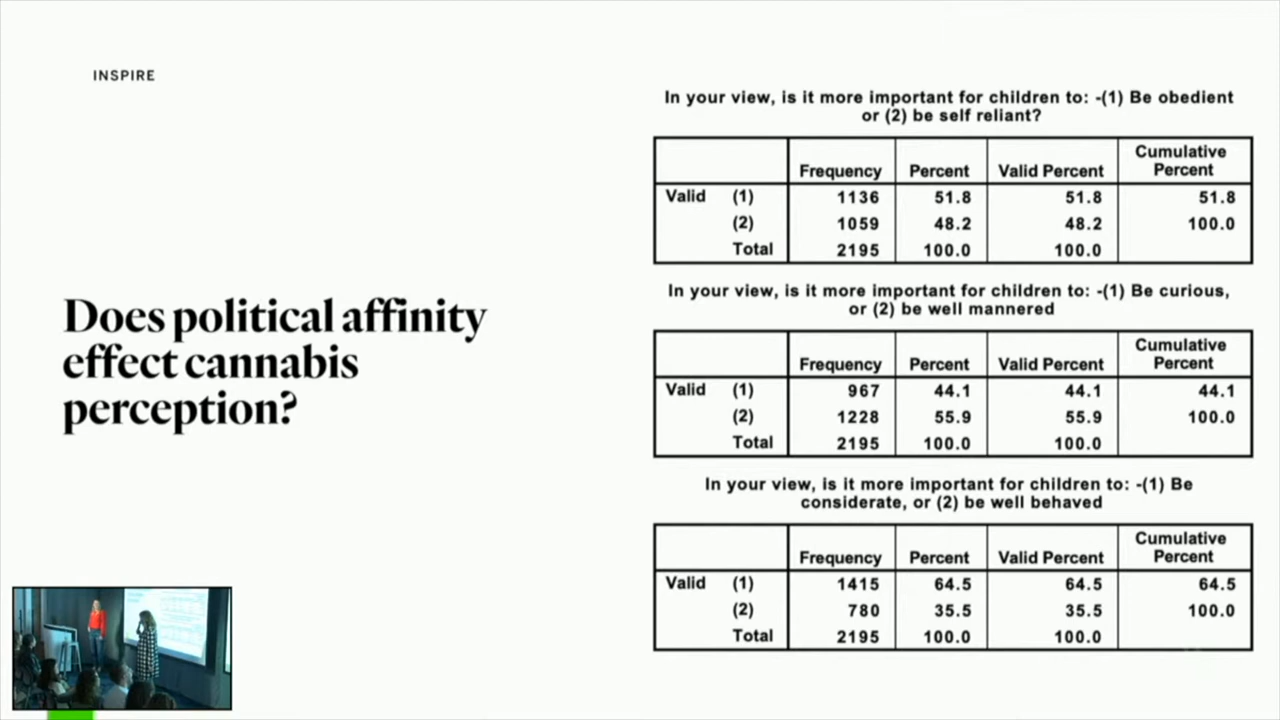 INSPIRE
Does political affinity
effect cannabis
perception?
In your view, is it more important for children to: -(1) Be obedient
or (2) be self reliant?
Frequency Percent Valid Percent Cumulative Percent
Valid (1) 1136 51.8 51.8 51.8
(2) 1059 48.2 48.2 100.0
Total 2195 100.0 100.0
In your view, is it more important for children to: -(1) Be curious,
or (2) be well mannered
Frequency Percent Valid Percent Cumulative Percent
Valid (1) 967 44.1 44.1 44.1
(2) 1228 55.9 55.9 100.0
Total 2195 100.0 100.0
In your view, is it more important for children to: -(1) Be
considerate, or (2) be well behaved
Frequency Percent Valid Percent Cumulative Percent
Valid (1) 1415 64.5 64.5 64.5
(2) 780 35.5 35.5 100.0
Total 2195 100.0 100.0